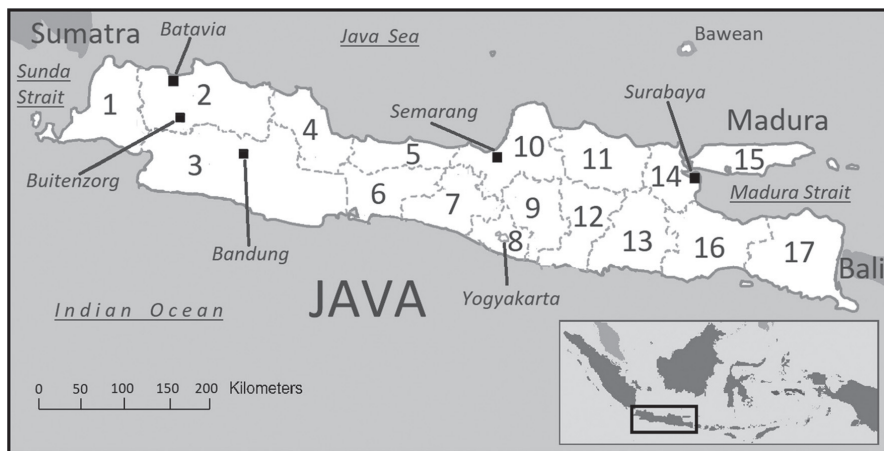 Sumatra
Batavia
Java Sea
Bawean
Sunda
Strait
1
2
4
Semarang
Surabaya
Madura
10
11
15
14
5
3
Buitenzorg
Madura Strait
6
7
9
12
8
13
16
17
Bandung
Yogyakarta
Bali
JAVA
Indian Ocean
0 50 100 150 200 Kilometers